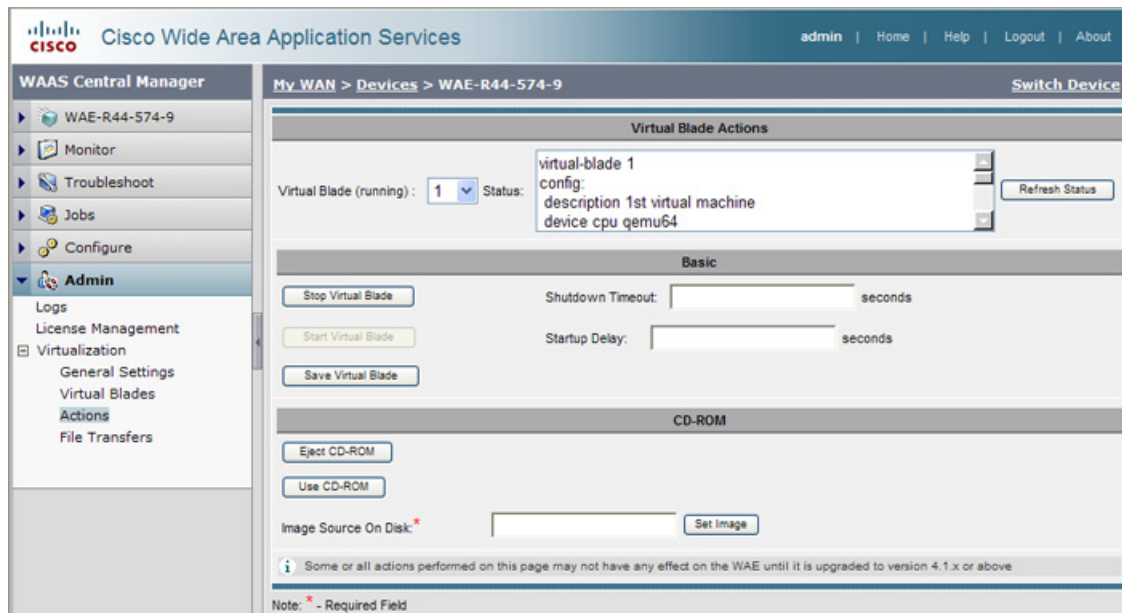 CISCO
Cisco Wide Area Application Services
admin | Home | Help | Logout | About
WAAS Central Manager
WAE-R44-574-9
Monitor
Troubleshoot
Jobs
Configure
Admin
Logs
License Management
Virtualization
General Settings
Virtual Blades
Actions
File Transfers
My WAN > Devices > WAE-R44-574-9
Switch Device
Virtual Blade Actions
Virtual Blade (running) : 1 Status:
virtual-blade 1
config:
description 1st virtual machine
device cpu qemu64
Refresh Status
Basic
Stop Virtual Blade
Shutdown Timeout: seconds
Start Virtual Blade
Startup Delay: seconds
Save Virtual Blade
CD-ROM
Eject CD-ROM
Use CD-ROM
Image Source On Disk:* Set Image
i Some or all actions performed on this page may not have any effect on the WAE until it is upgraded to version 4.1.x or above
Note: * - Required Field